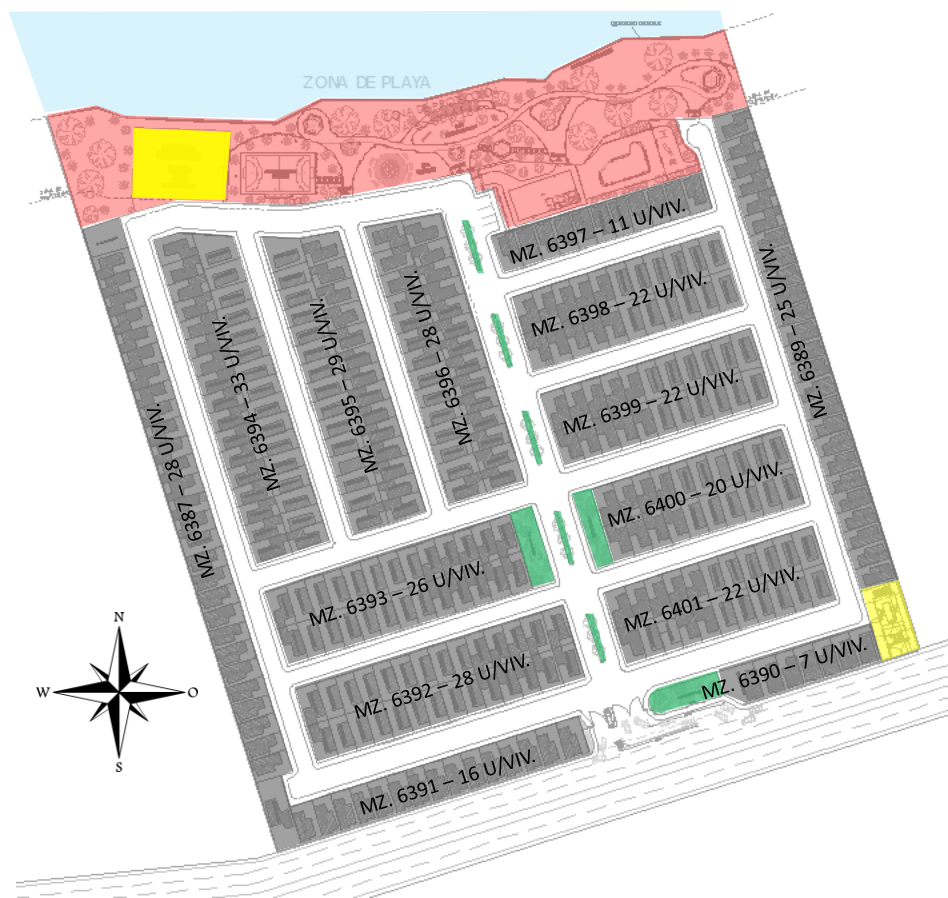 ZONA DE PLAYA
MZ. 6397 – 11 U/VIV.
MZ. 6398 – 22 U/VIV.
MZ. 6389 – 25 U/VIV.
MZ. 6396 – 28 U/VIV.
MZ. 6395 – 29 U/VIV.
MZ. 6394 – 33 U/VIV.
MZ. 6387 – 28 U/VIV.
MZ. 6399 – 22 U/VIV.
MZ. 6400 – 20 U/VIV.
MZ. 6393 – 26 U/VIV.
MZ. 6401 – 22 U/VIV.
MZ. 6392 – 28 U/VIV.
MZ. 6390 – 7 U/VIV.
MZ. 6391 – 16 U/VIV.
N
W
O
S